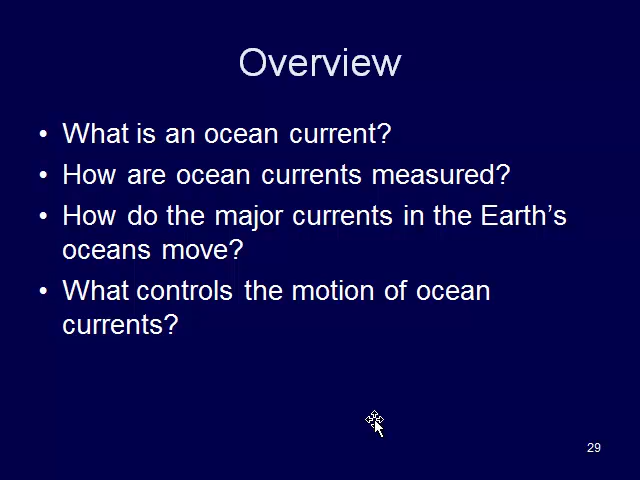 Overview
• What is an ocean current?
• How are ocean currents measured?
• How do the major currents in the Earth’s
oceans move?
• What controls the motion of ocean
currents?
29